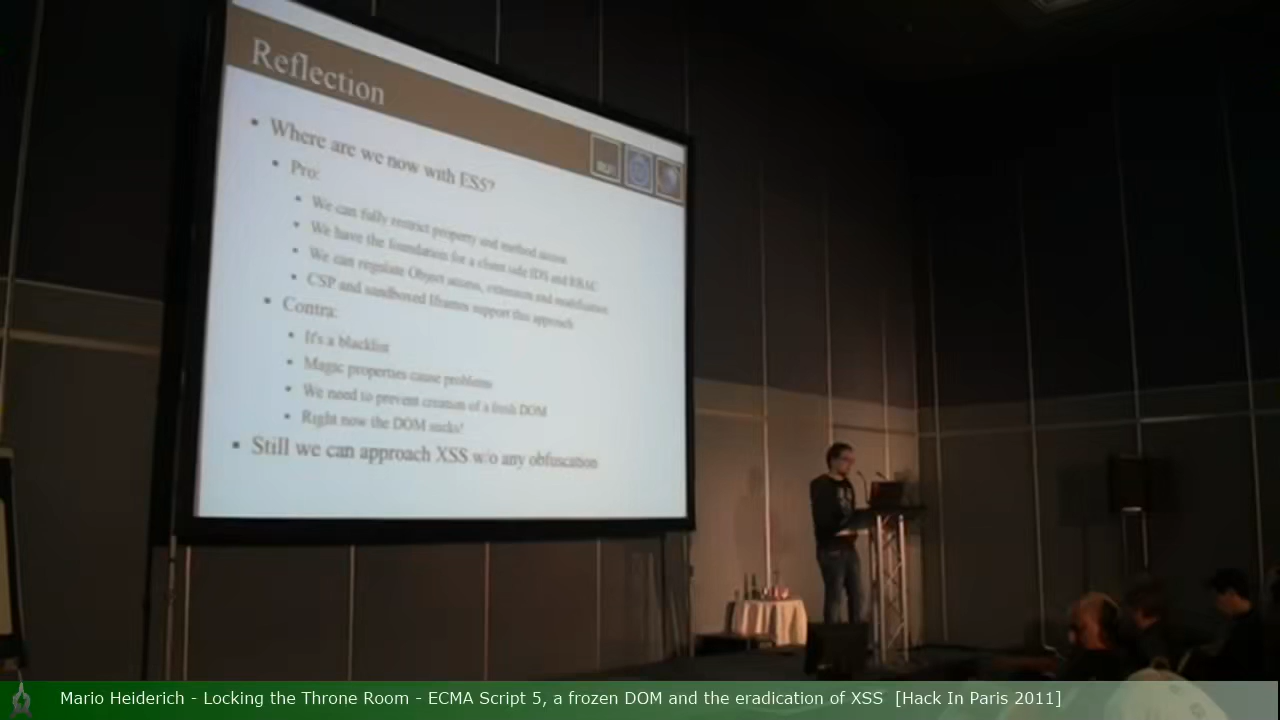 Reflection
Where are we now with ES5?
Pro:
We can fully restrict property and method access
We have the foundation for a client side IDS and RBAC
We can regulate Object access, extension and modification
CSP and sandboxed Iframes support this approach
Contra:
It's a blacklist
Magic properties cause problems
We need to prevent creation of a fresh DOM
Right now the DOM sucks!
Still we can approach XSS w/o any obfuscation
Mario Heiderich - Locking the Throne Room - ECMA Script 5, a frozen DOM and the eradication of XSS [Hack In Paris 2011]